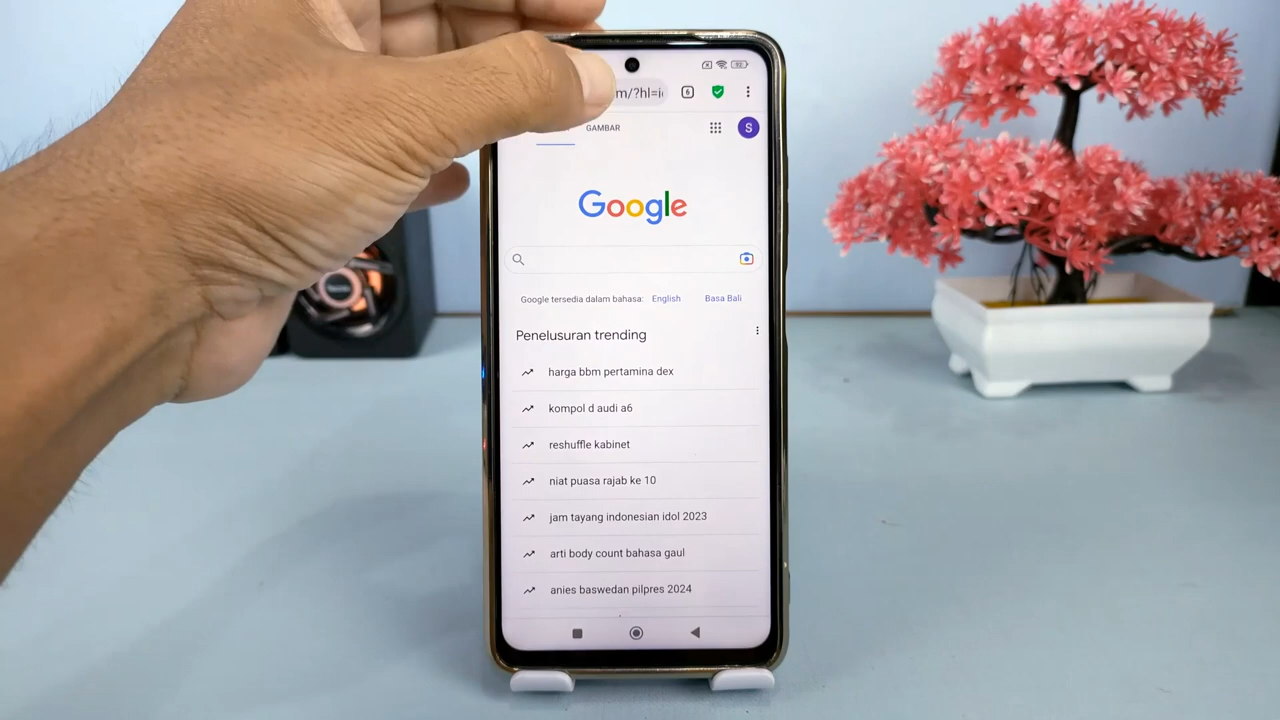 m/?hl=i
6
GAMBAR
S
Google
Google tersedia dalam bahasa: English Basa Bali
Penelusuran trending
harga bbm pertamina dex
kompol d audi a6
reshuffle kabinet
niat puasa rajab ke 10
jam tayang indonesian idol 2023
arti body count bahasa gaul
anies baswedan pilpres 2024